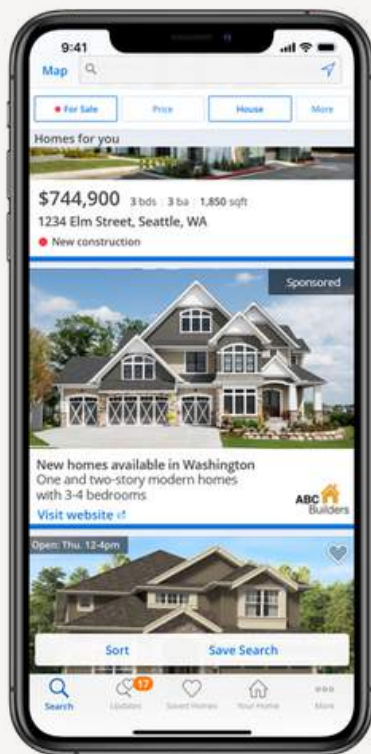 9:41
Map
For Sale Price House More
Homes for you
$744,900 3 bds 3 ba 1,850 sqft
1234 Elm Street, Seattle, WA
New construction
Sponsored
New homes available in Washington
One and two-story modern homes
with 3-4 bedrooms
Visit website
ABC
Builders
Open: Thu. 12-4pm
Sort Save Search
17
Search Updates Saved Homes Your Home More